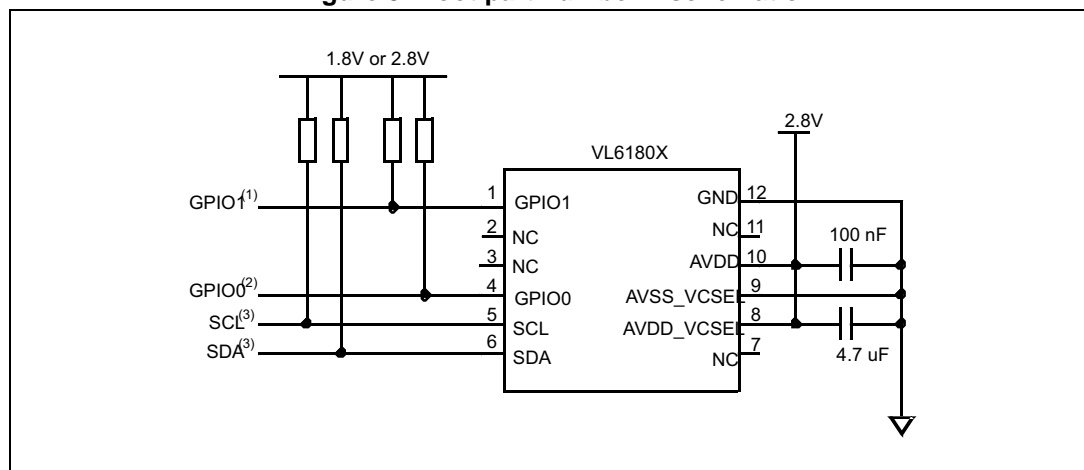 1.8V or 2.8V
2.8V
VL6180X
GPIO1(1)
1
GPIO1
GND
12
2
NC
NC
11
100 nF
3
NC
AVDD
10
GPIO0(2)
4
GPIO0
AVSS_VCSEL
9
SCL(3)
5
SCL
AVDD_VCSEL
8
SDA(3)
6
SDA
NC
7
4.7 uF